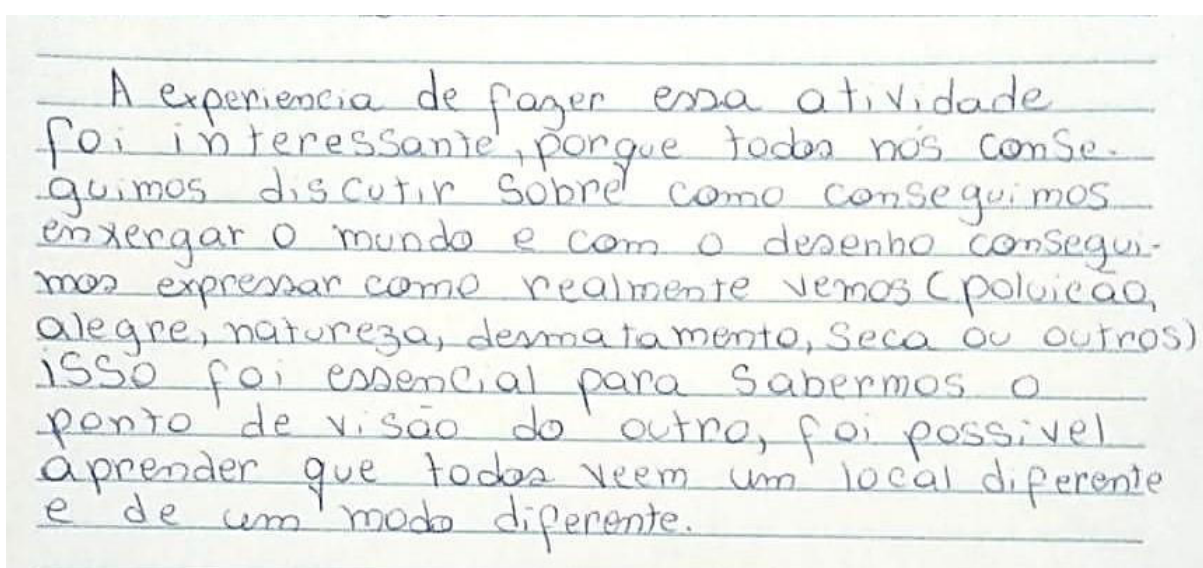 A experiencia de fazer essa atividade
foi interessante, porque todos nós conse-
guimos discutir sobre como conseguimos
enxergar o mundo e com o desenho consegui-
mos expressar como realmente vemos (poluicão,
alegre, natureza, desmatamento, seca ou outros)
isso foi essencial para sabermos o
ponto de visão do outro, foi possivel
aprender que todos veem um local diferente
e de um modo diferente.